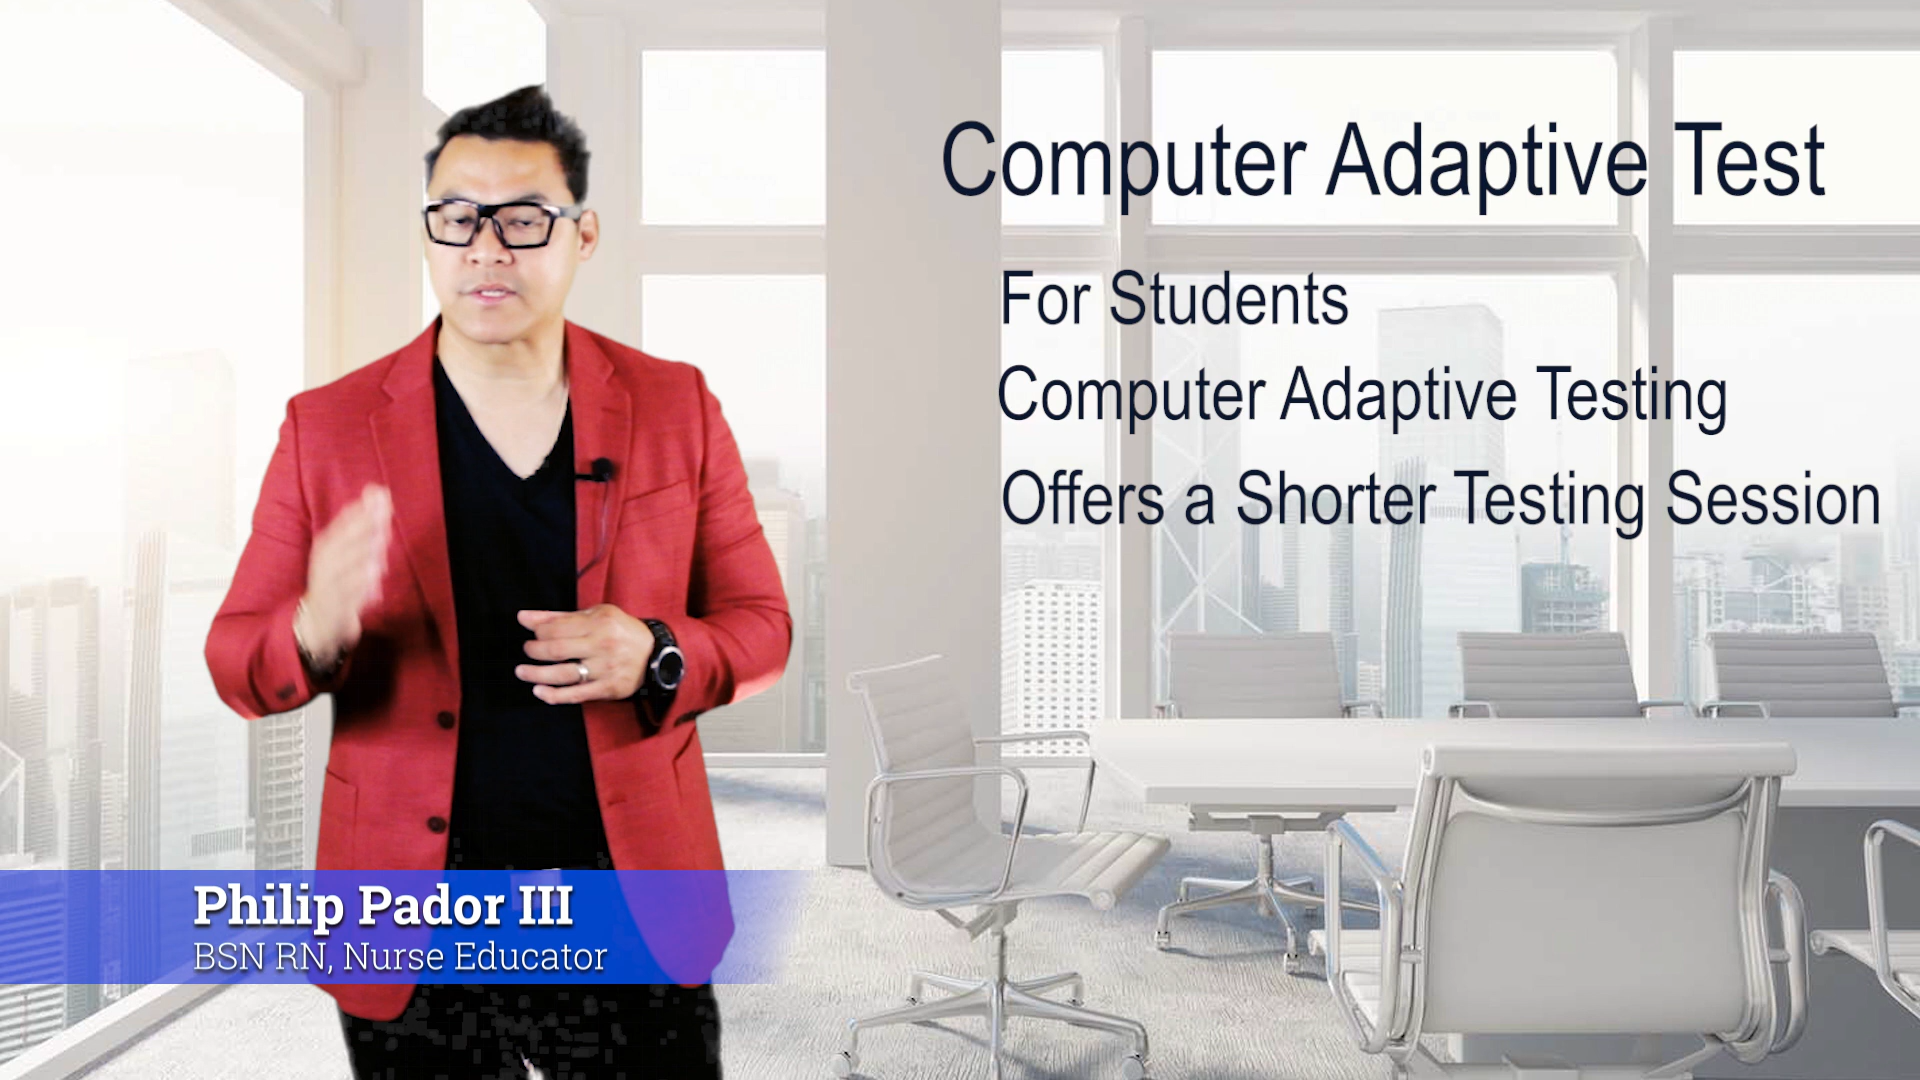 Computer Adaptive Test
For Students
Computer Adaptive Testing
Offers a Shorter Testing Session
Philip Pador III
BSN RN, Nurse Educator